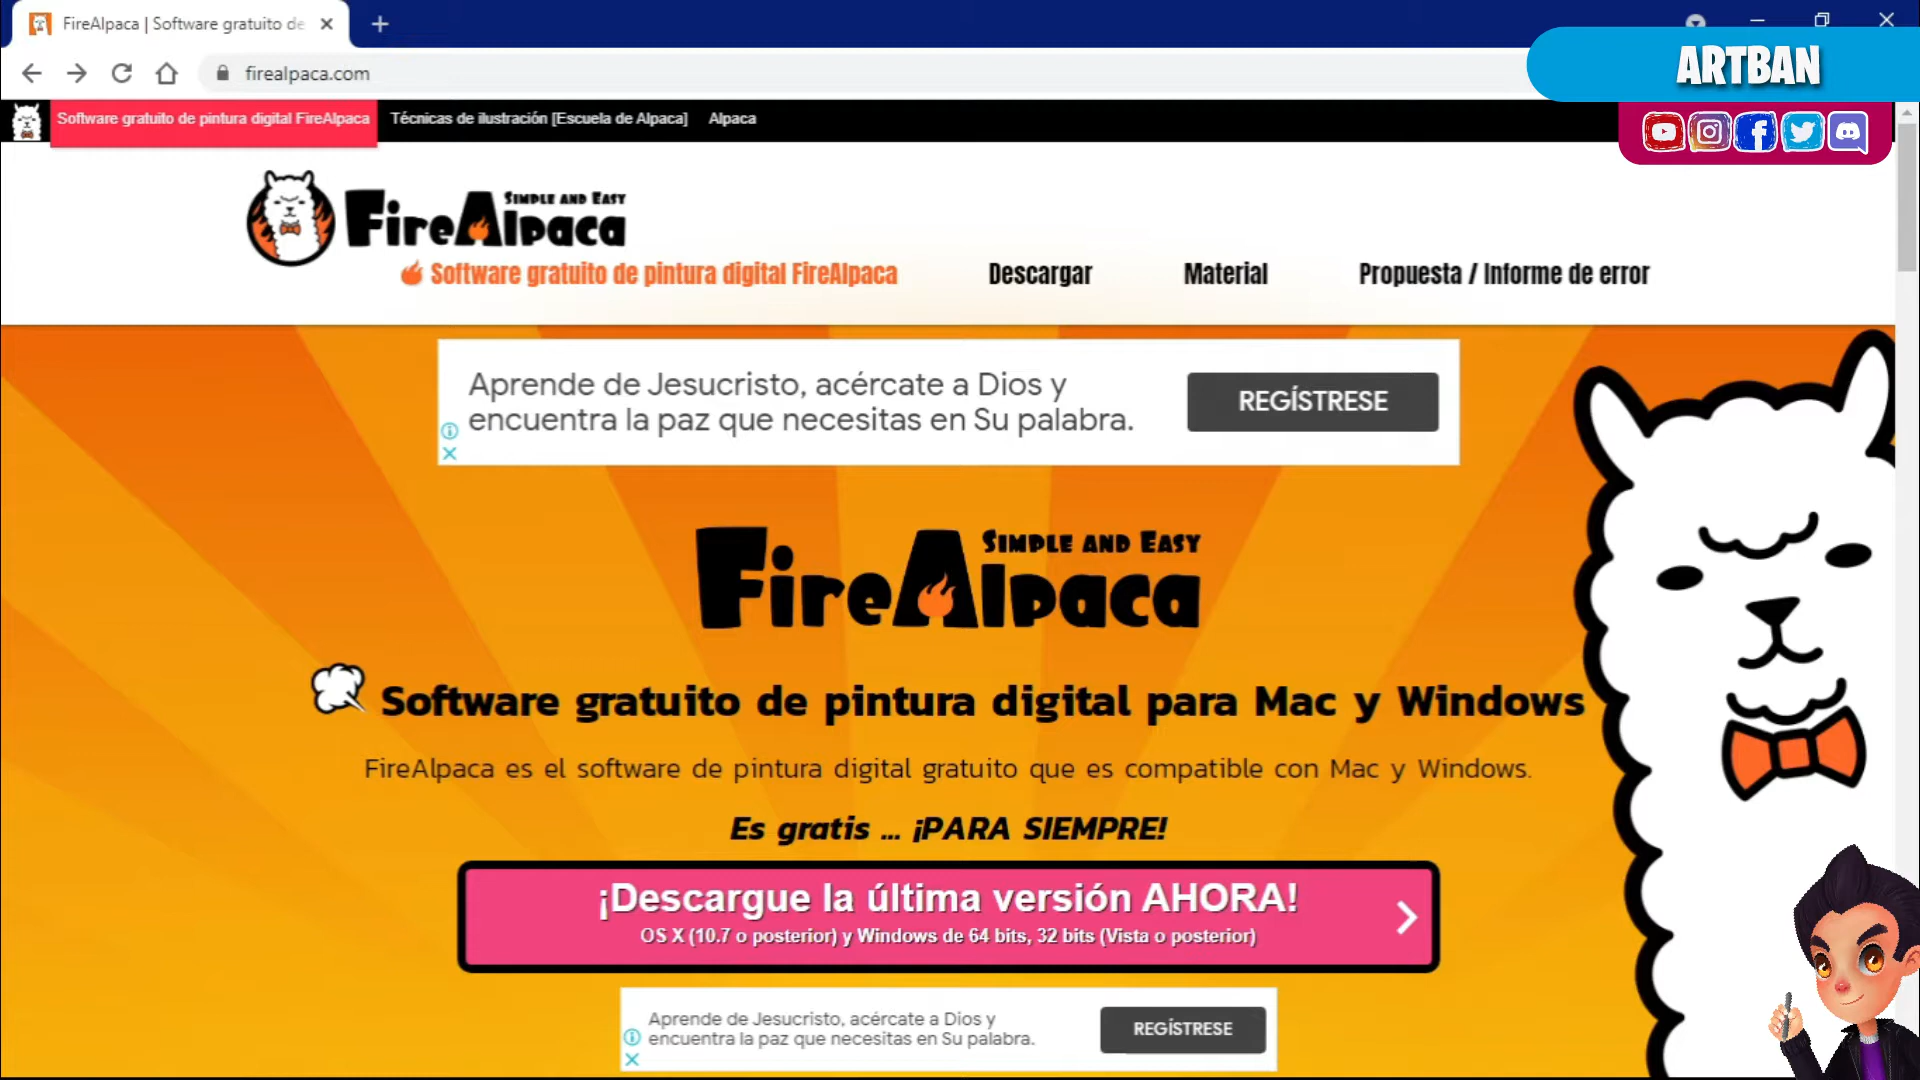 FireAlpaca | Software gratuito de
firealpaca.com
ARTBAN
Software gratuito de pintura digital FireAlpaca
Técnicas de ilustración [Escuela de Alpaca]
Alpaca
SIMPLE AND EASY
FireAlpaca
Software gratuito de pintura digital FireAlpaca
Descargar
Material
Propuesta / Informe de error
Aprende de Jesucristo, acércate a Dios y
encuentra la paz que necesitas en Su palabra.
REGÍSTRESE
SIMPLE AND EASY
FireAlpaca
Software gratuito de pintura digital para Mac y Windows
FireAlpaca es el software de pintura digital gratuito que es compatible con Mac y Windows.
Es gratis ... ¡PARA SIEMPRE!
¡Descargue la última versión AHORA!
OS X (10.7 o posterior) y Windows de 64 bits, 32 bits (Vista o posterior)
Aprende de Jesucristo, acércate a Dios y
encuentra la paz que necesitas en Su palabra.
REGÍSTRESE